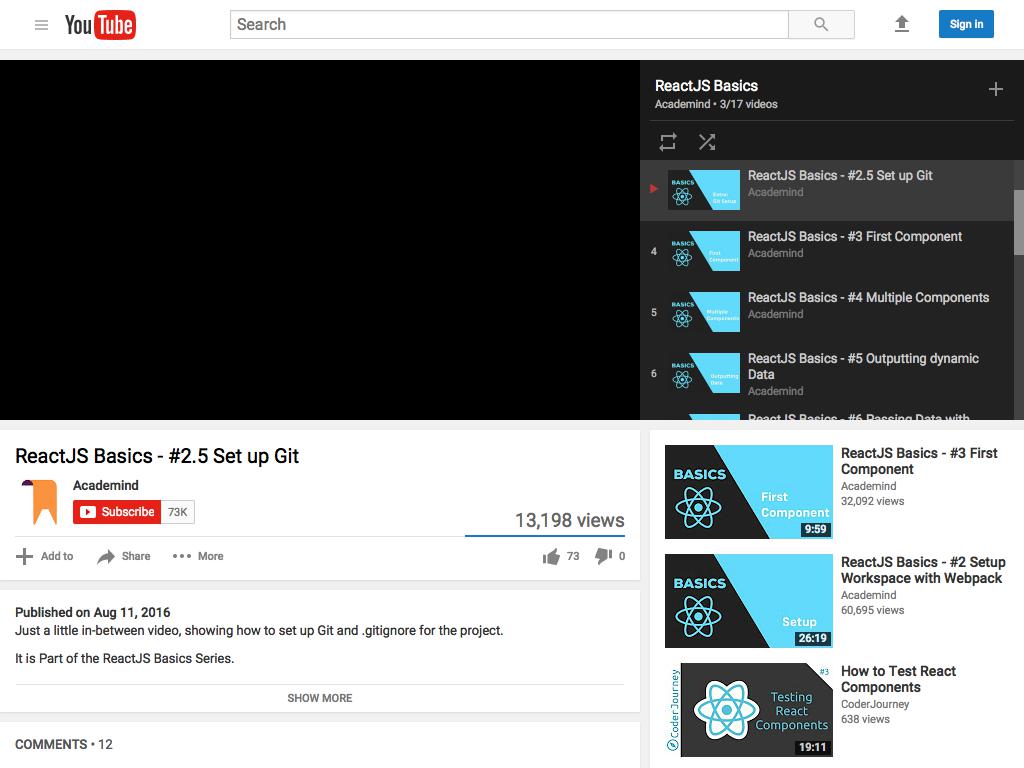 YouTube
Search
Sign in
ReactJS Basics
Academind • 3/17 videos
BASICS
Extra:
Git Setup
ReactJS Basics - #2.5 Set up Git
Academind
4
BASICS
First
Component
ReactJS Basics - #3 First Component
Academind
5
BASICS
Multiple
Components
ReactJS Basics - #4 Multiple Components
Academind
6
BASICS
Outputting
Data
ReactJS Basics - #5 Outputting dynamic
Data
Academind
ReactJS Basics - #6 Passing Data with
ReactJS Basics - #2.5 Set up Git
Academind
Subscribe 73K
13,198 views
Add to Share More
73 0
Published on Aug 11, 2016
Just a little in-between video, showing how to set up Git and .gitignore for the project.
It is Part of the ReactJS Basics Series.
SHOW MORE
COMMENTS • 12
BASICS
First
Component
9:59
ReactJS Basics - #3 First
Component
Academind
32,092 views
BASICS
Setup
26:19
ReactJS Basics - #2 Setup
Workspace with Webpack
Academind
60,695 views
CoderJourney
#3
Testing
React
Components
19:11
How to Test React
Components
CoderJourney
638 views